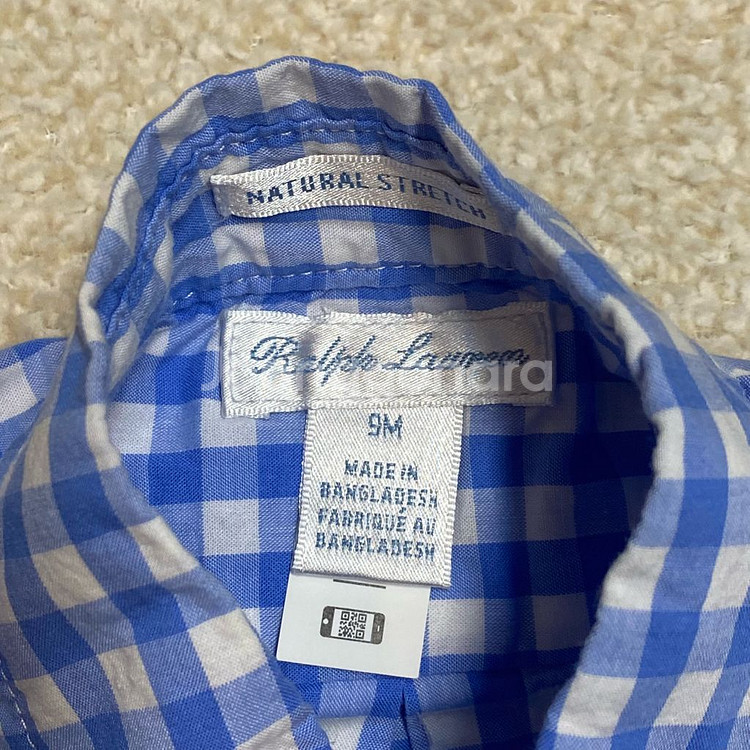 NATURAL STRETCH
Ralph Lauren
9M
MADE IN
BANGLADESH
FABRIQUÉ AU
BANGLADESH